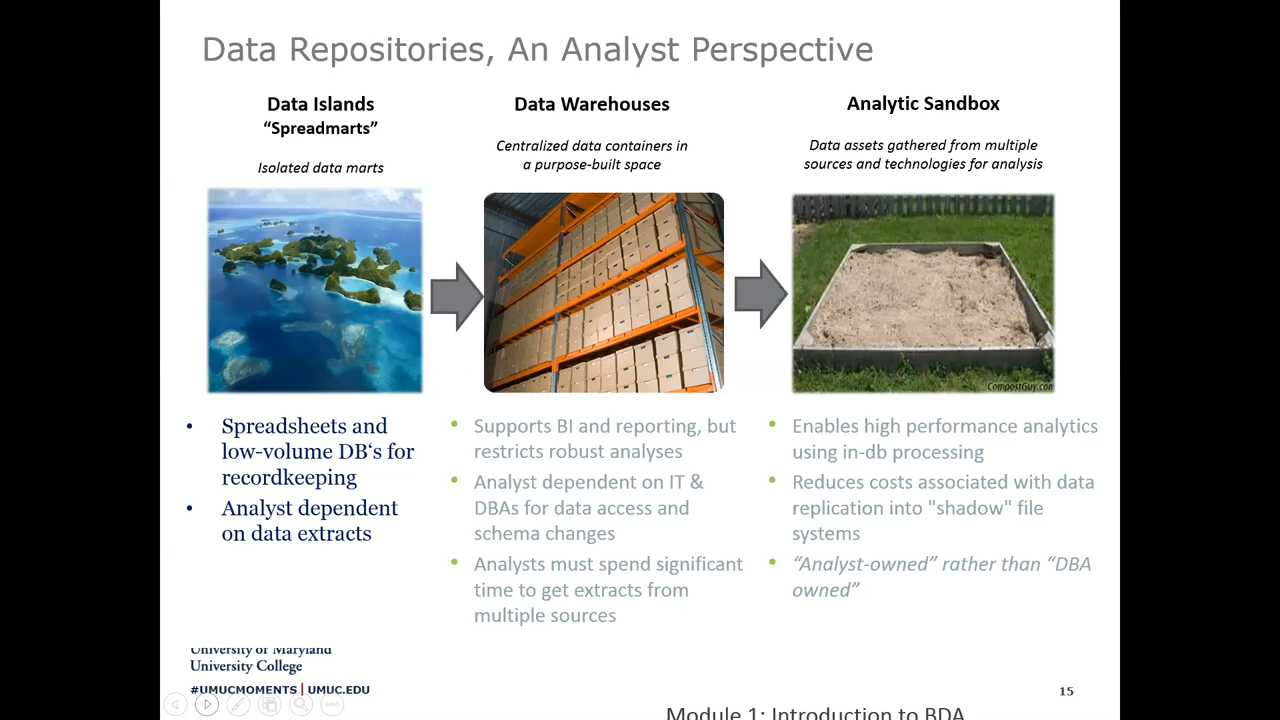 Data Repositories, An Analyst Perspective
Data Islands
“Spreadmarts”
Isolated data marts
Data Warehouses
Centralized data containers in
a purpose-built space
Analytic Sandbox
Data assets gathered from multiple
sources and technologies for analysis
CompostGuy.com
• Spreadsheets and
low-volume DB‘s for
recordkeeping
• Analyst dependent
on data extracts
• Supports BI and reporting, but
restricts robust analyses
• Analyst dependent on IT &
DBAs for data access and
schema changes
• Analysts must spend significant
time to get extracts from
multiple sources
• Enables high performance analytics
using in-db processing
• Reduces costs associated with data
replication into "shadow" file
systems
• “Analyst-owned” rather than “DBA
owned”
University of Maryland
University College
#UMUCMOMENTS | UMUC.EDU
15
Module 1: Introduction to BDA